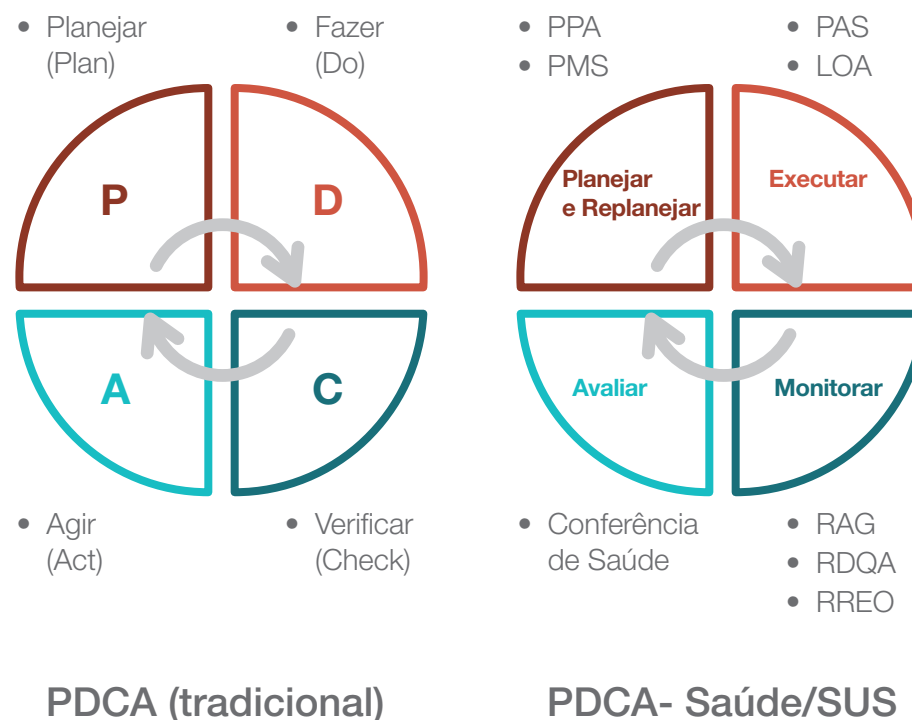 • Planejar
(Plan)
• Fazer
(Do)
P
D
A
C
• Agir
(Act)
• Verificar
(Check)
PDCA (tradicional)
• PPA
• PMS
• PAS
• LOA
Planejar
e Replanejar
Executar
Avaliar
Monitorar
• Conferência
de Saúde
• RAG
• RDQA
• RREO
PDCA- Saúde/SUS